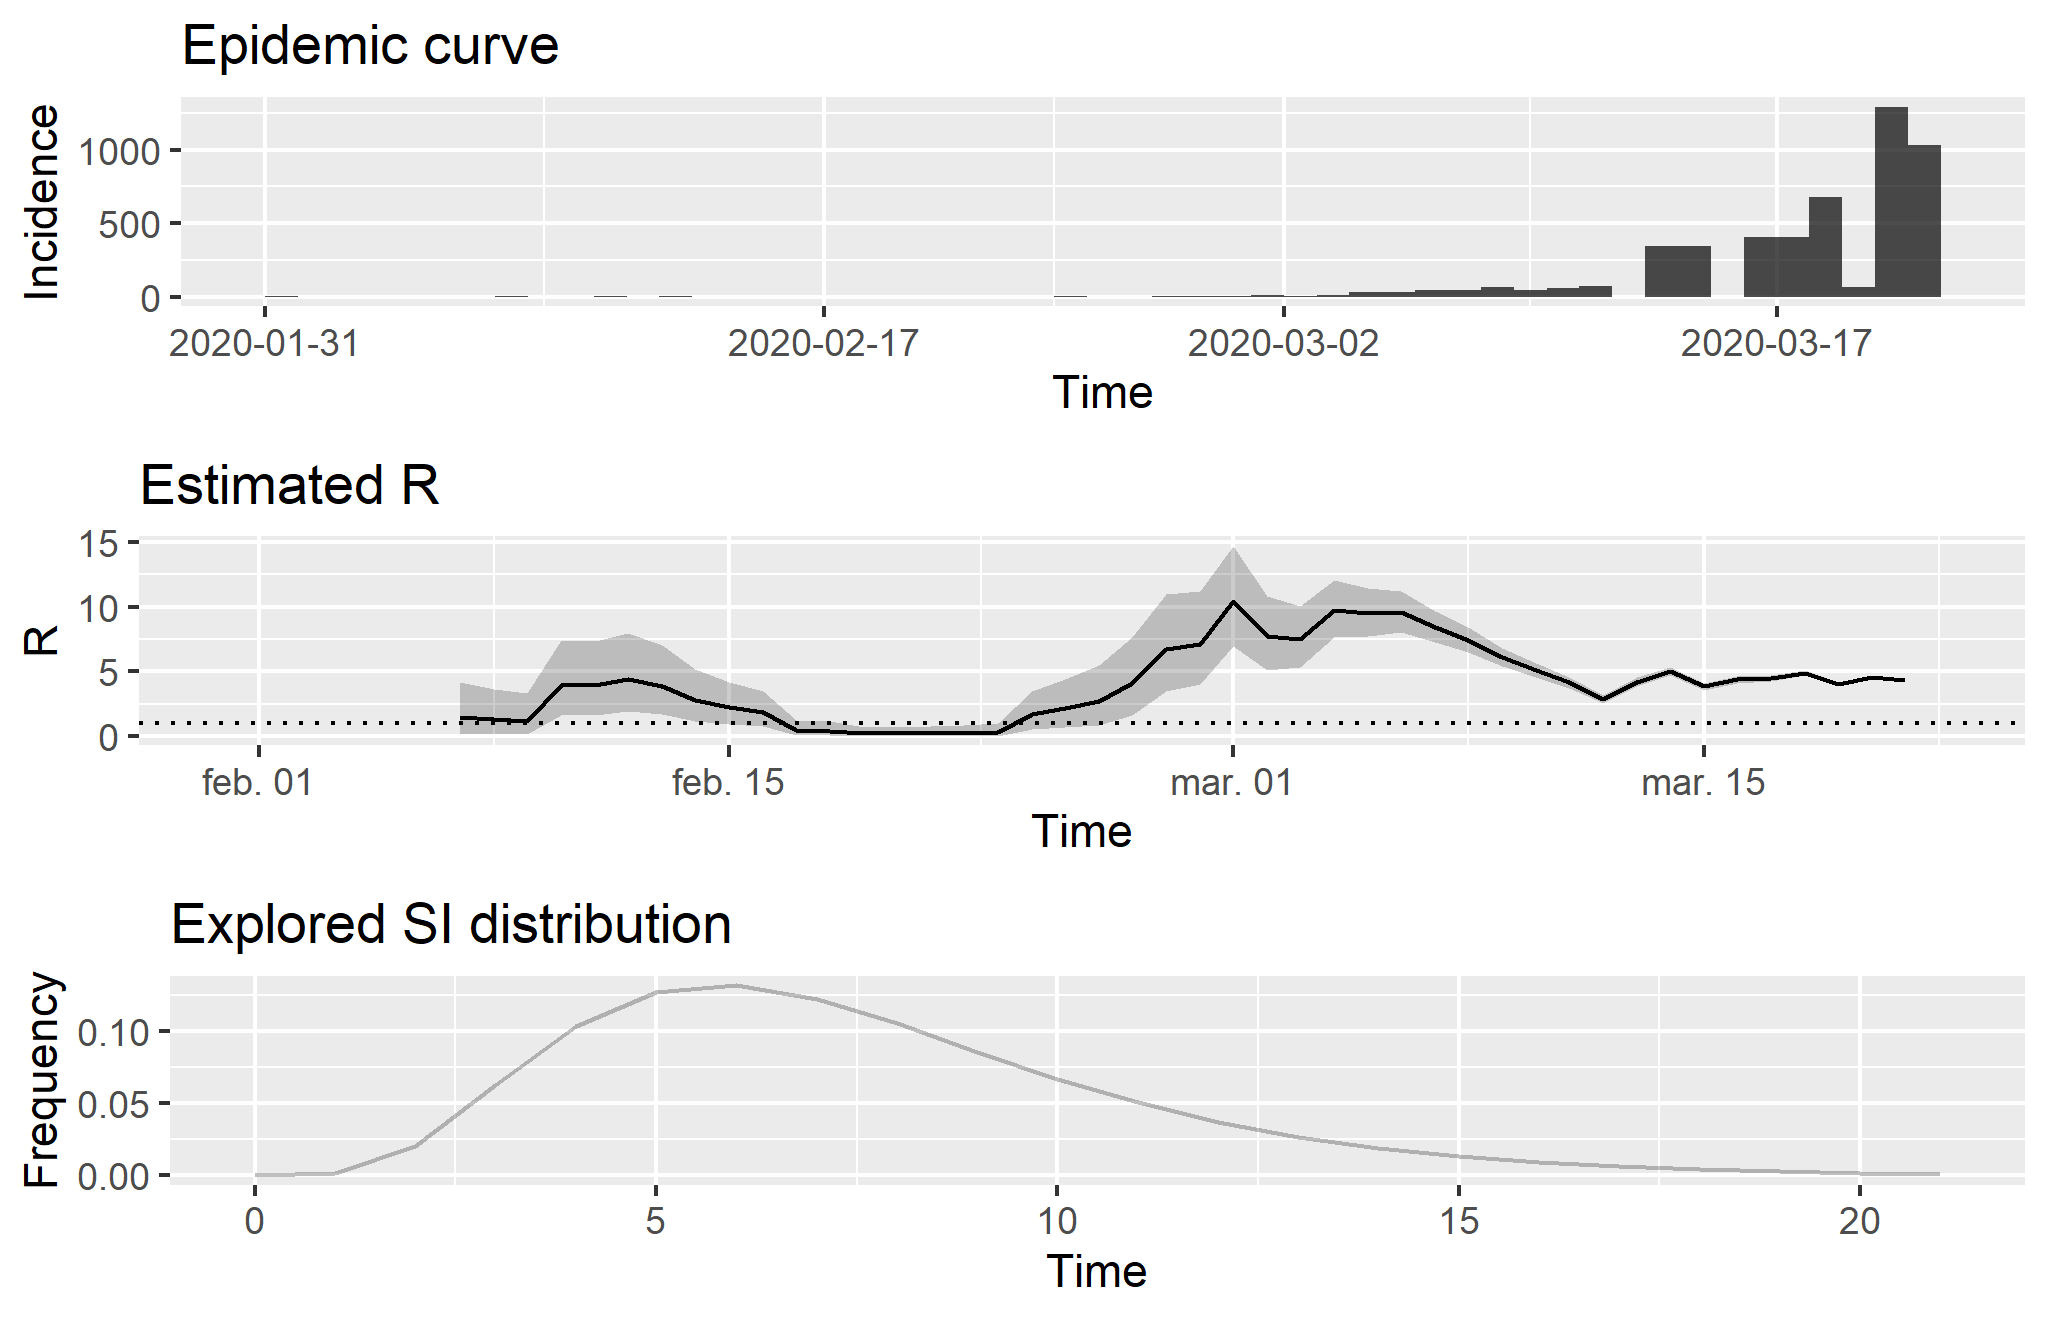 Epidemic curve
Incidence
1000
500
0
2020-01-31 2020-02-17 2020-03-02 2020-03-17
Time
Estimated R
R
15
10
5
0
feb. 01 feb. 15 mar. 01 mar. 15
Time
Explored SI distribution
Frequency
0.10
0.05
0.00
0 5 10 15 20
Time